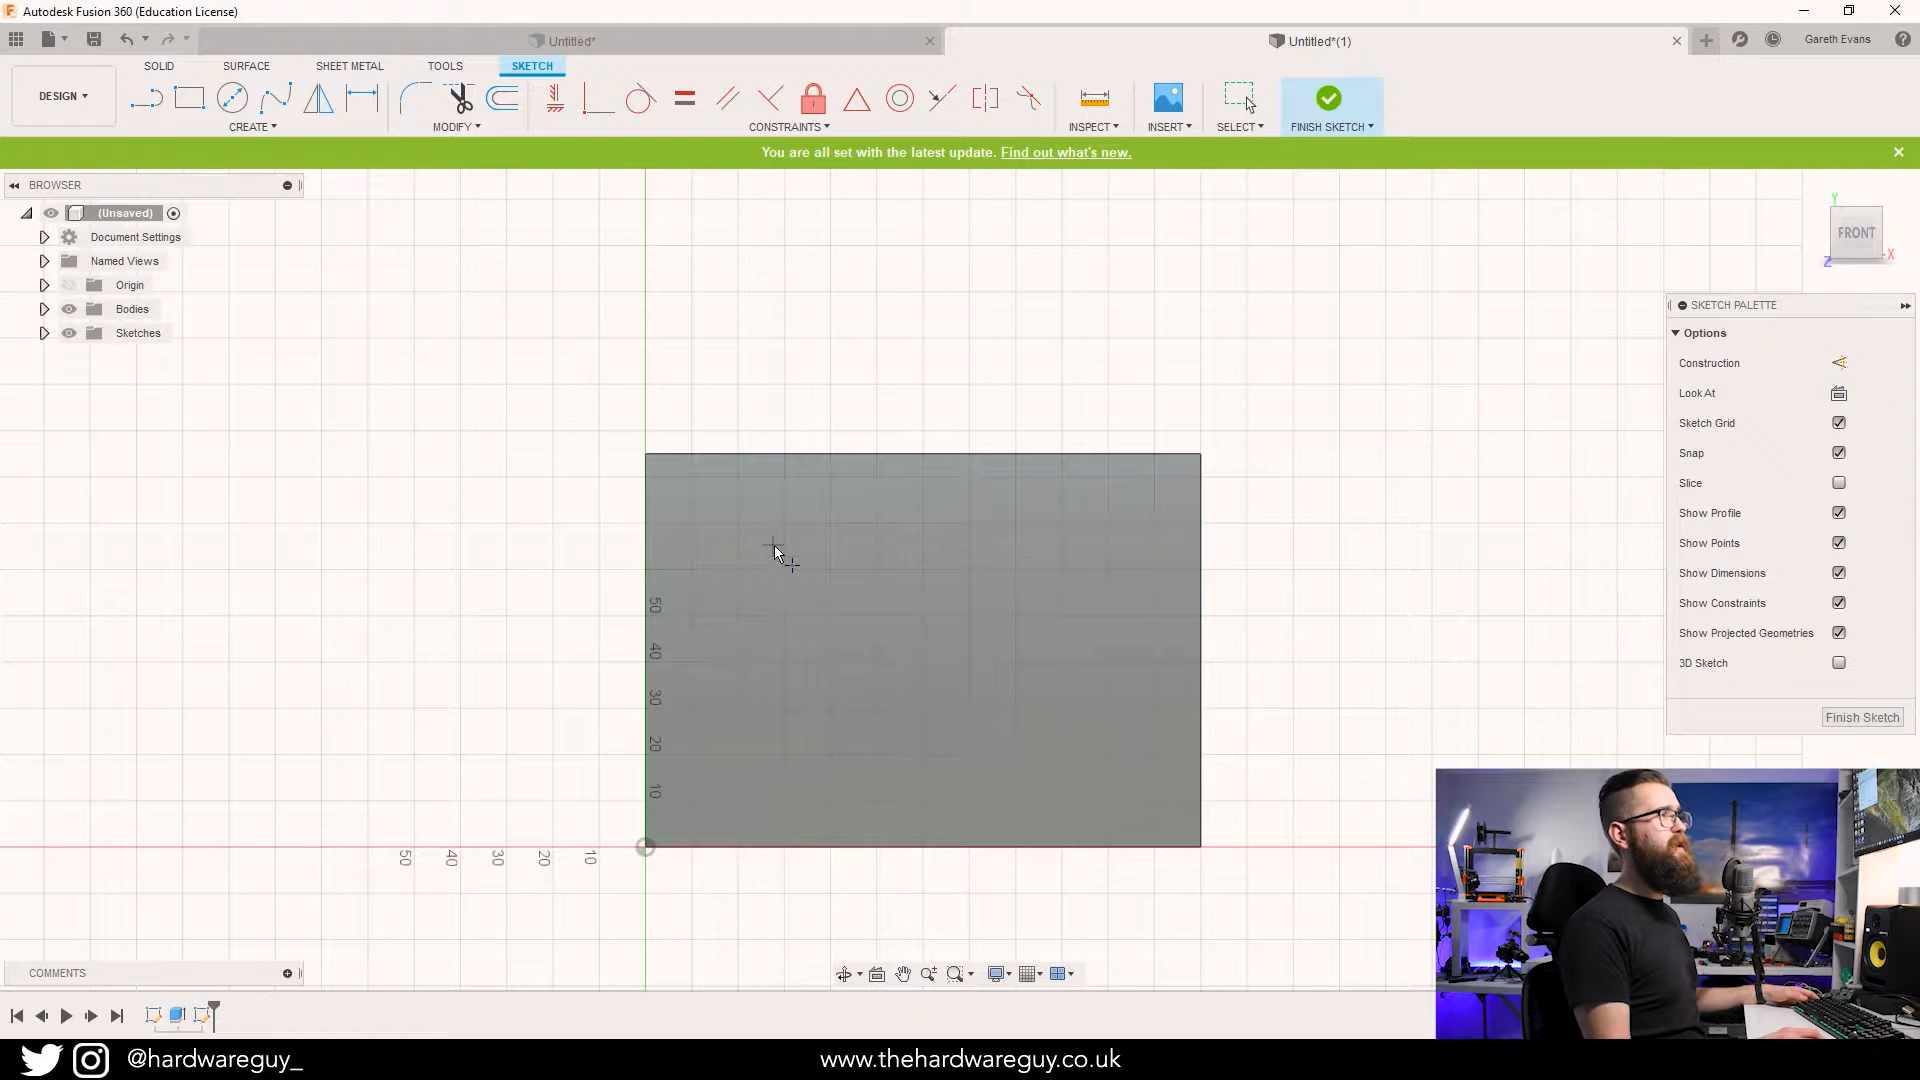 Autodesk Fusion 360 (Education License)
Untitled*
Untitled*(1)
Gareth Evans
SOLID
SURFACE
SHEET METAL
TOOLS
SKETCH
DESIGN
CREATE
MODIFY
CONSTRAINTS
INSPECT
INSERT
SELECT
FINISH SKETCH
You are all set with the latest update. Find out what's new.
BROWSER
(Unsaved)
Document Settings
Named Views
Origin
Bodies
Sketches
Y
FRONT
Z
X
SKETCH PALETTE
Options
Construction
Look At
Sketch Grid
Snap
Slice
Show Profile
Show Points
Show Dimensions
Show Constraints
Show Projected Geometries
3D Sketch
Finish Sketch
50
40
30
20
10
50
40
30
20
10
COMMENTS
@hardwareguy_
www.thehardwareguy.co.uk